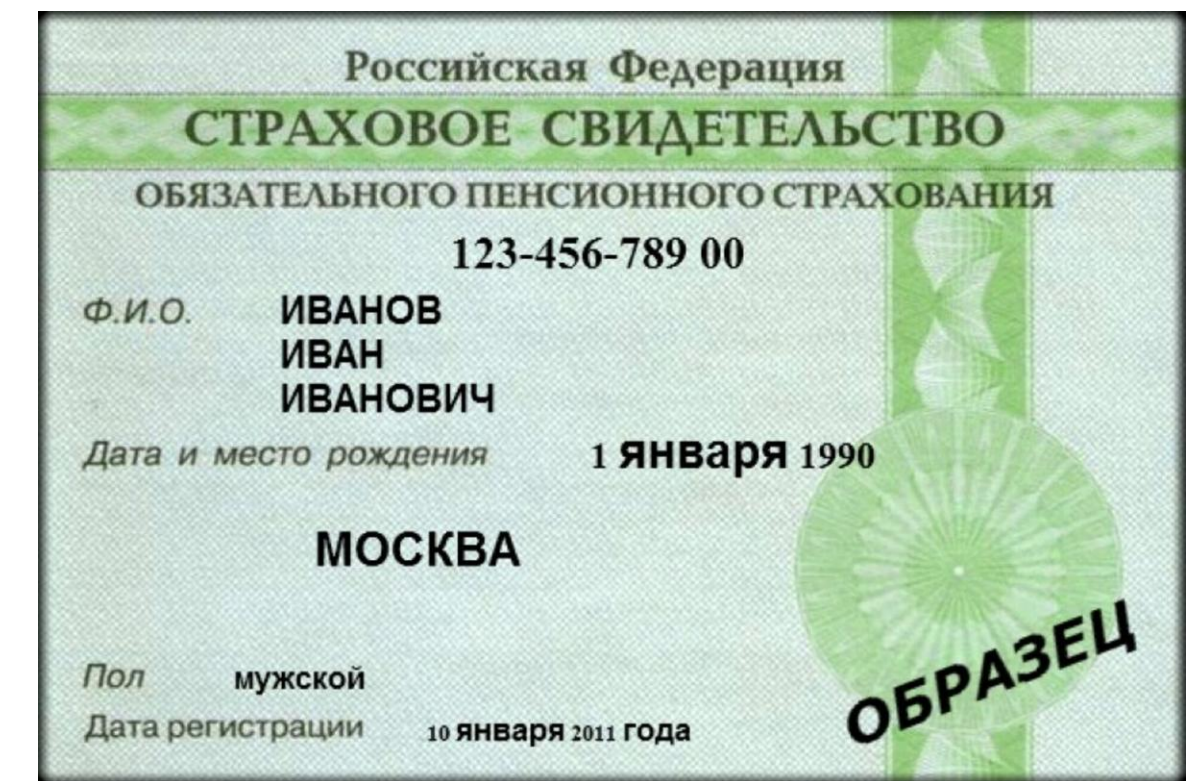 Российская Федерация
СТРАХОВОЕ СВИДЕТЕЛЬСТВО
ОБЯЗАТЕЛЬНОГО ПЕНСИОННОГО СТРАХОВАНИЯ
123-456-789 00
Ф.И.О. ИВАНОВ
ИВАН
ИВАНОВИЧ
Дата и место рождения 1 января 1990
МОСКВА
Пол мужской
Дата регистрации 10 января 2011 года
ОБРАЗЕЦ